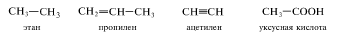 CH₃—CH₃ CH₂=CH—CH₃ CH≡CH CH₃—COOH
этан пропилен ацетилен уксусная кислота